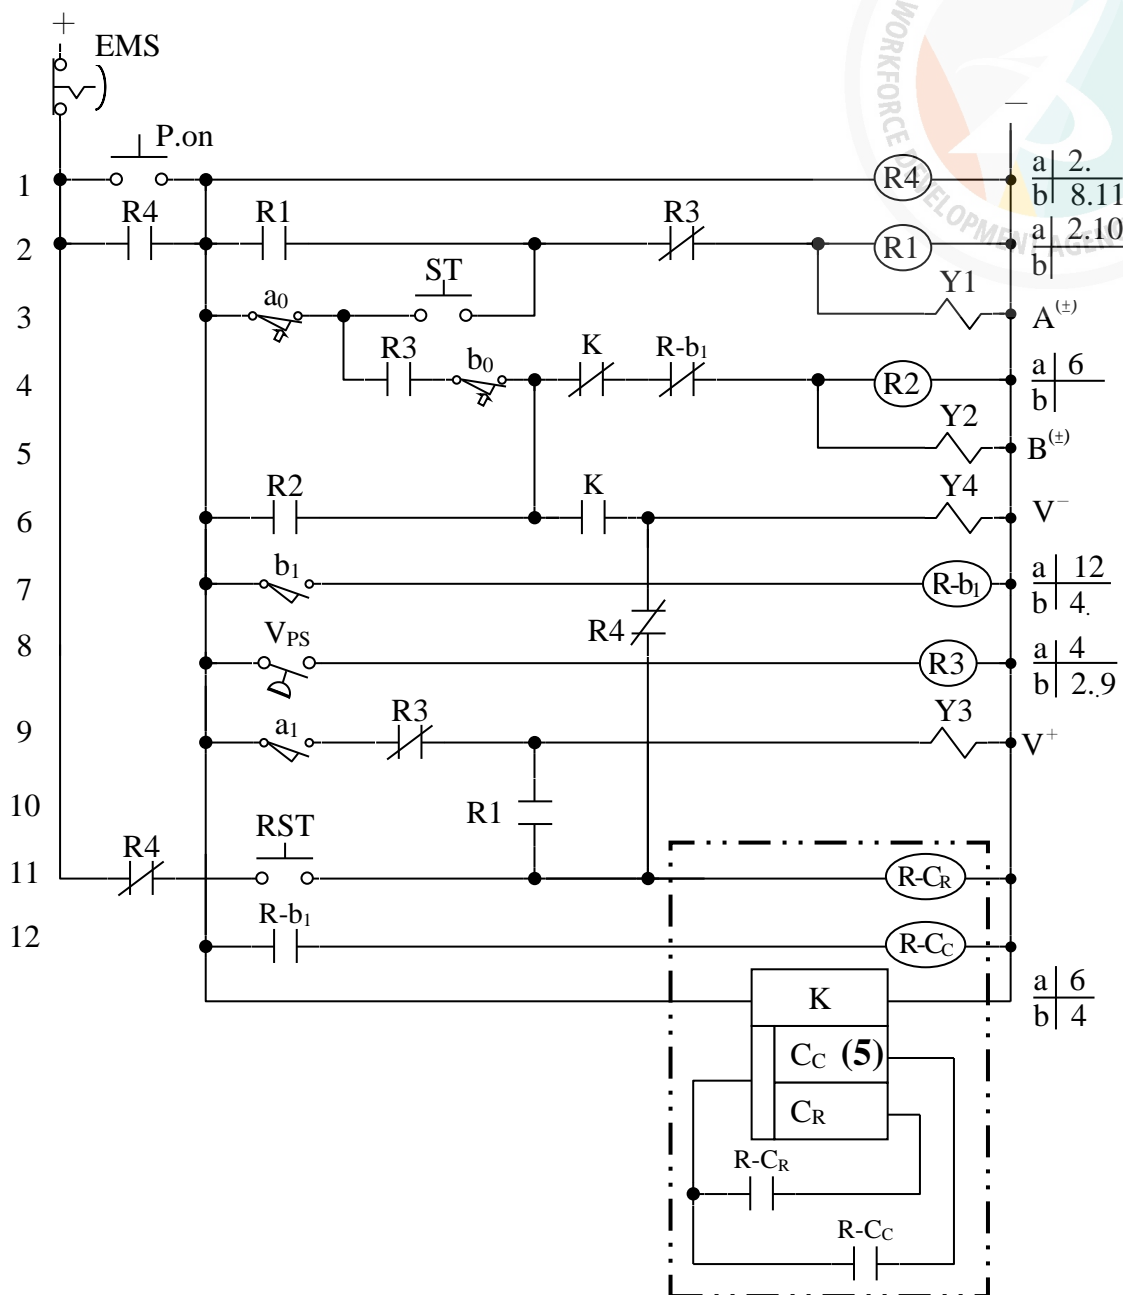 +
EMS
WORKFORCE DEVELOPMENT AGEN
−
P.on
1
R4
a 2.
b 8.11
R4
R1
R3
2
R1
a 2.10
b
a0
ST
Y1
3
A(±)
R3
b0
K
R-b1
4
R2
a 6
b
Y2
5
B(±)
R2
K
Y4
6
V−
b1
7
R-b1
a 12
b 4.
R4
8
VPS
R3
a 4
b 2.9
9
a1
R3
Y3
V+
10
R1
R4
RST
11
R-CR
R-b1
12
R-CC
K
a 6
b 4
CC (5)
CR
R-CR
R-CC